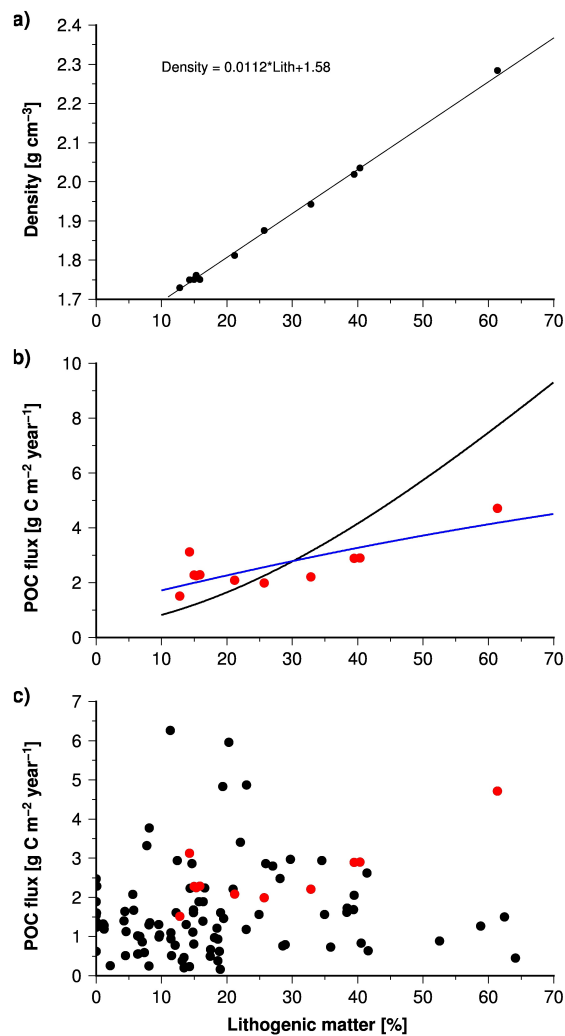 a)
Density [g cm⁻³]
2.4
2.3
2.2
2.1
2.0
1.9
1.8
1.7
Density = 0.0112*Lith+1.58
0 10 20 30 40 50 60 70
b)
POC flux [g C m⁻² year⁻¹]
10
8
6
4
2
0
0 10 20 30 40 50 60 70
c)
POC flux [g C m⁻² year⁻¹]
7
6
5
4
3
2
1
0
0 10 20 30 40 50 60 70
Lithogenic matter [%]